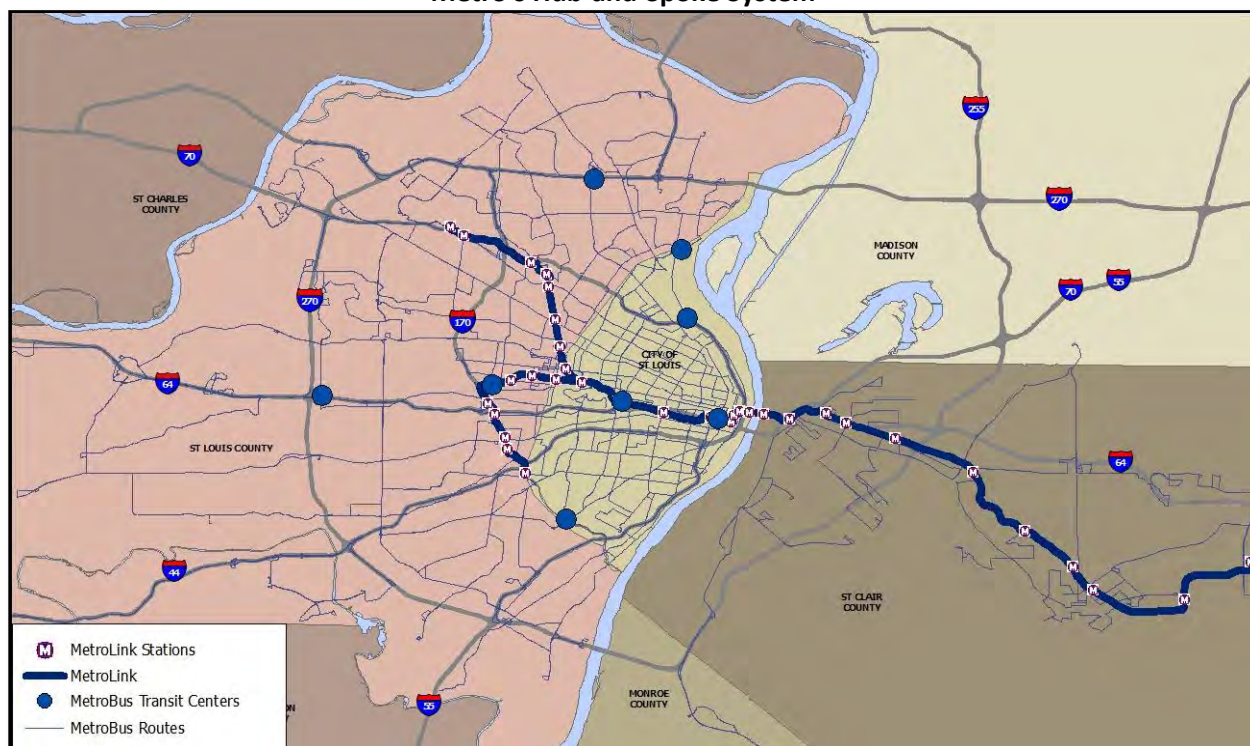 Metro's Hub-and-Spoke System
255
70
ST CHARLES
COUNTY
270
MADISON
COUNTY
55
70
270
170
CITY OF
ST LOUIS
64
ST LOUIS COUNTY
64
44
ST CLAIR
COUNTY
MONROE
COUNTY
55
M MetroLink Stations
MetroLink
MetroBus Transit Centers
MetroBus Routes